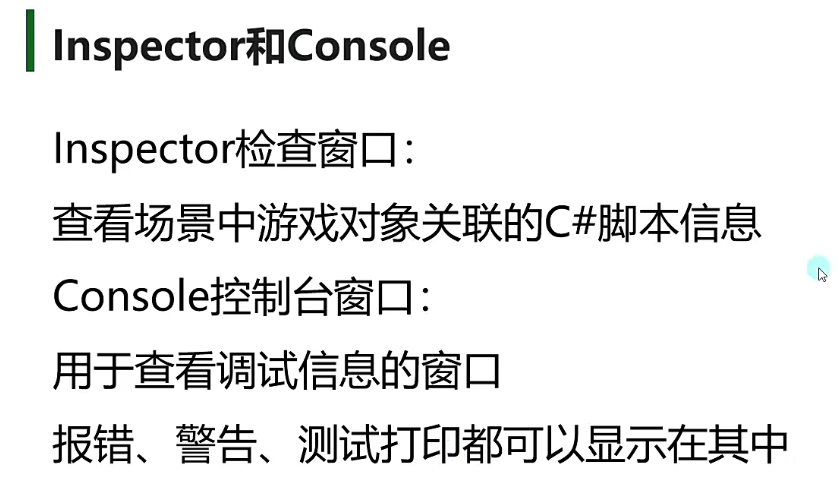 Inspector和Console
Inspector检查窗口：
查看场景中游戏对象关联的C#脚本信息
Console控制台窗口：
用于查看调试信息的窗口
报错、警告、测试打印都可以显示在其中